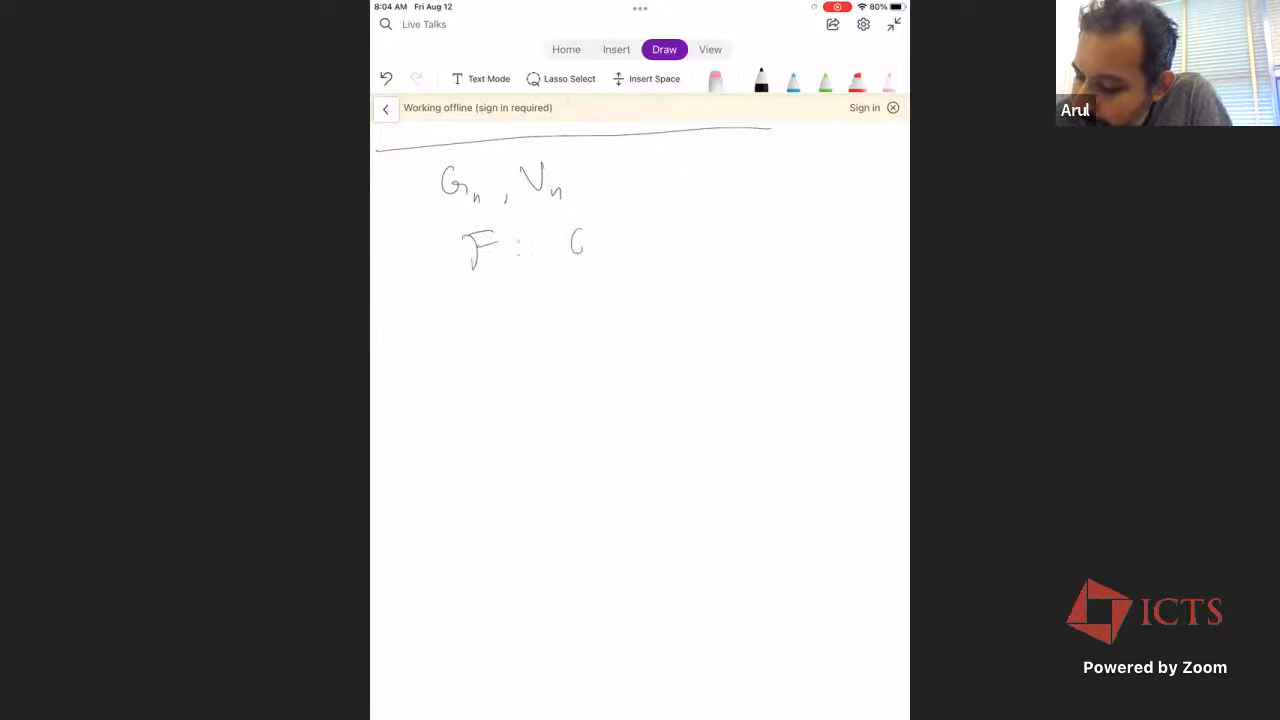 8:04 AM Fri Aug 12
80%
Live Talks
Home Insert Draw View
Text Mode Lasso Select Insert Space
Working offline (sign in required) Sign in
Arul
Gₙ , Vₙ
F
ICTS
Powered by Zoom